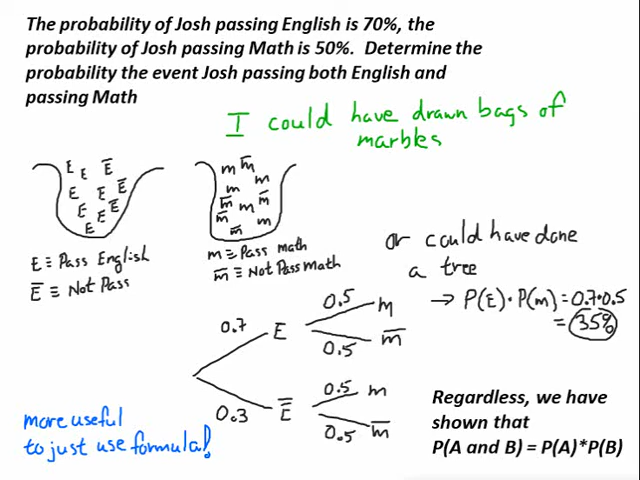 The probability of Josh passing English is 70%, the
probability of Josh passing Math is 50%. Determine the
probability the event Josh passing both English and
passing Math
I could have drawn bags of
marbles
E E E̅
E E E̅
E E E̅
E
m m̅
m
m
m̅ m m̅
m̅ m
m̅
E ≡ Pass English
E̅ ≡ Not Pass
m ≡ Pass math
m̅ ≡ Not Pass math
or could have done
a tree
→ P(E)·P(m) = 0.7·0.5
= 35%
0.7 E 0.5 m
0.5 m̅
0.3 E̅ 0.5 m
0.5 m̅
more useful
to just use formula!
Regardless, we have
shown that
P(A and B) = P(A)*P(B)